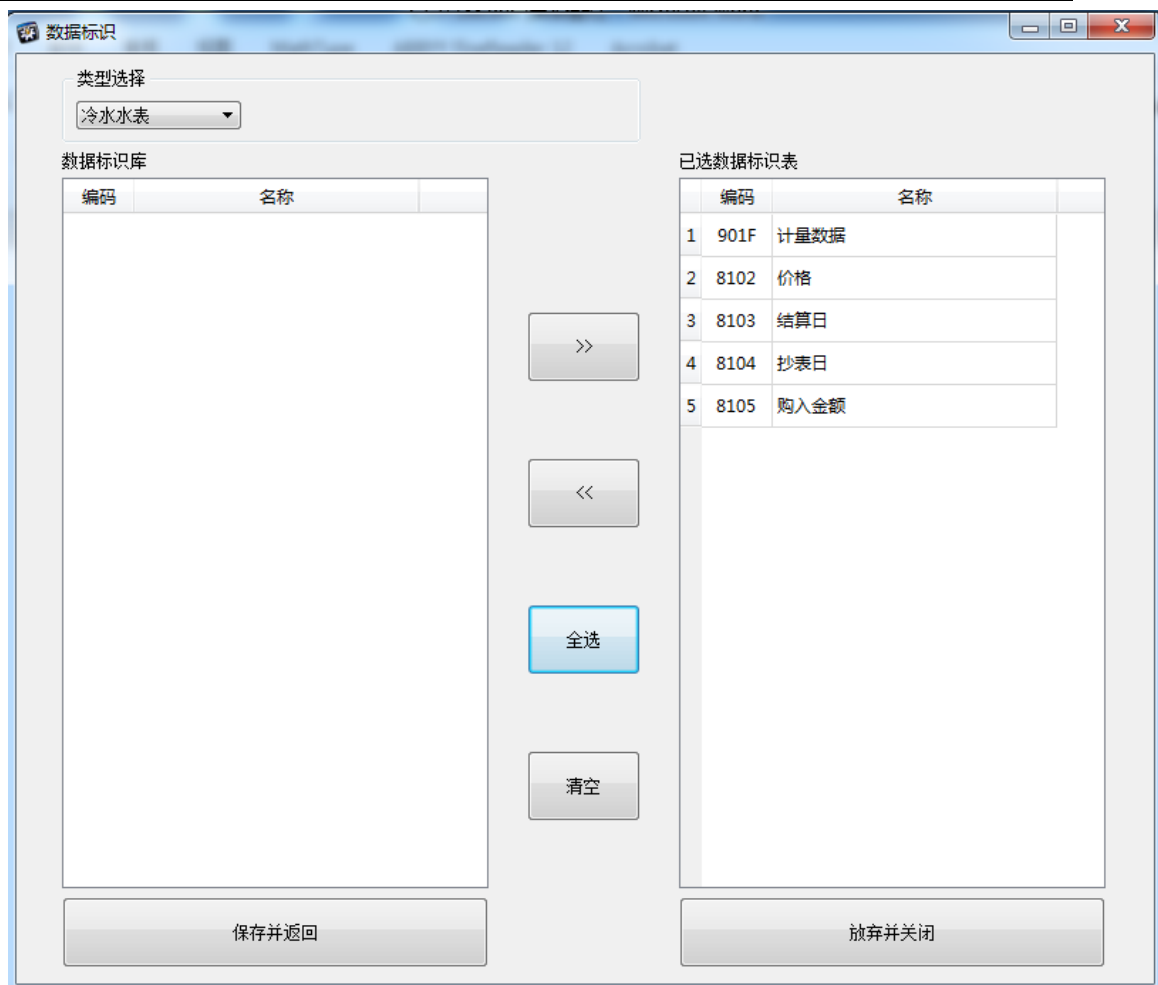 数据标识
类型选择
冷水水表
数据标识库
已选数据标识表
编码 名称
编码 名称
1 901F 计量数据
2 8102 价格
3 8103 结算日
4 8104 抄表日
5 8105 购入金额
>>
<<
全选
清空
保存并返回
放弃并关闭